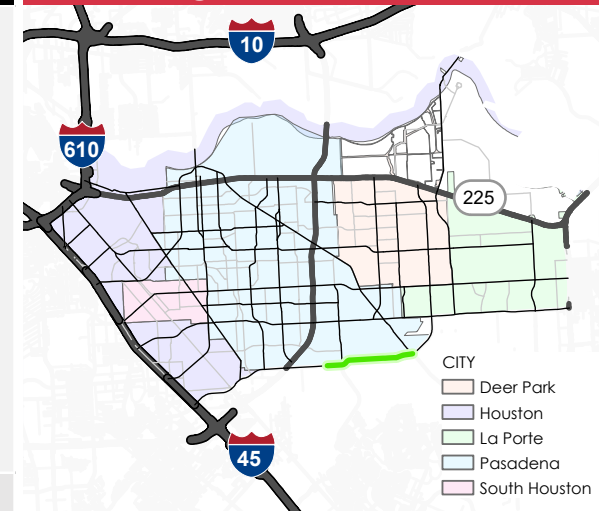 10
610
225
CITY
Deer Park
Houston
La Porte
Pasadena
South Houston
45